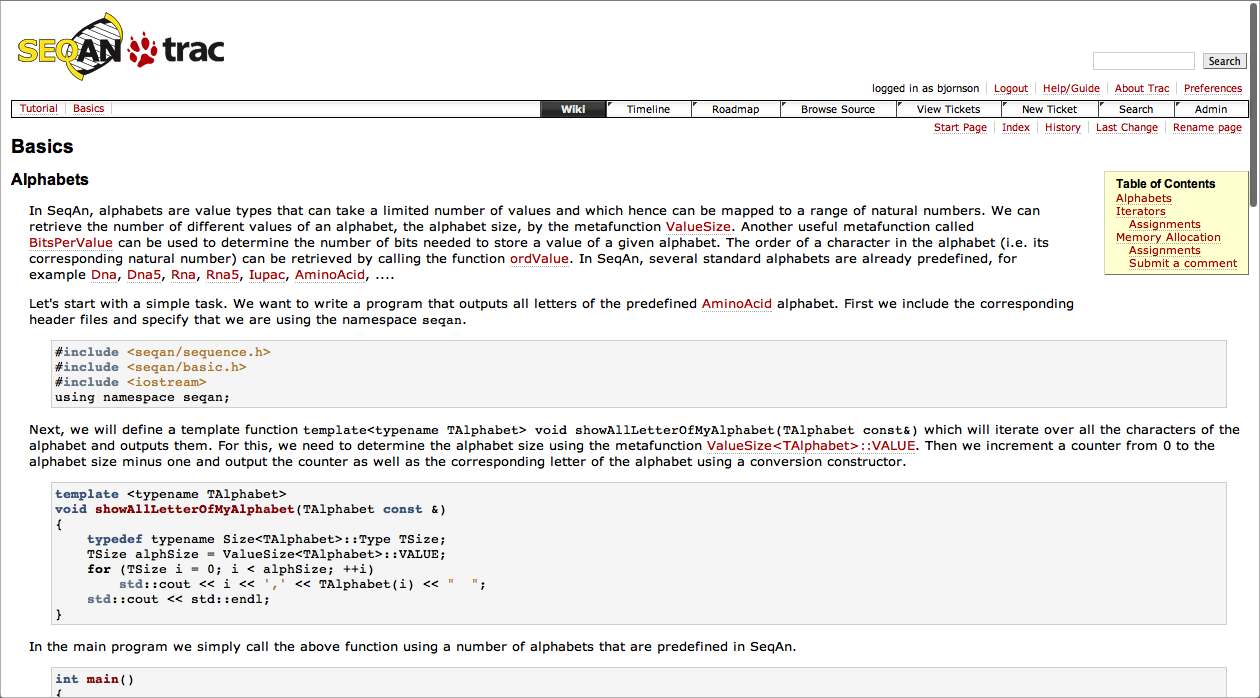 SEQAN trac
Search
logged in as bjornson Logout Help/Guide About Trac Preferences
Tutorial Basics Wiki Timeline Roadmap Browse Source View Tickets New Ticket Search Admin
Start Page Index History Last Change Rename page
Basics
Alphabets
In SeqAn, alphabets are value types that can take a limited number of values and which hence can be mapped to a range of natural numbers. We can
retrieve the number of different values of an alphabet, the alphabet size, by the metafunction ValueSize. Another useful metafunction called
BitsPerValue can be used to determine the number of bits needed to store a value of a given alphabet. The order of a character in the alphabet (i.e. its
corresponding natural number) can be retrieved by calling the function ordValue. In SeqAn, several standard alphabets are already predefined, for
example Dna, Dna5, Rna, Rna5, Iupac, AminoAcid, ....
Table of Contents
Alphabets
Iterators
Assignments
Memory Allocation
Assignments
Submit a comment
Let's start with a simple task. We want to write a program that outputs all letters of the predefined AminoAcid alphabet. First we include the corresponding
header files and specify that we are using the namespace seqan.
#include <seqan/sequence.h>
#include <seqan/basic.h>
#include <iostream>
using namespace seqan;
Next, we will define a template function template<typename TAlphabet> void showAllLetterOfMyAlphabet(TAlphabet const&) which will iterate over all the characters of the
alphabet and outputs them. For this, we need to determine the alphabet size using the metafunction ValueSize<TAlphabet>::VALUE. Then we increment a counter from 0 to the
alphabet size minus one and output the counter as well as the corresponding letter of the alphabet using a conversion constructor.
template <typename TAlphabet>
void showAllLetterOfMyAlphabet(TAlphabet const &)
{
    typedef typename Size<TAlphabet>::Type TSize;
    TSize alphSize = ValueSize<TAlphabet>::VALUE;
    for (TSize i = 0; i < alphSize; ++i)
        std::cout << i << ',' << TAlphabet(i) << "  ";
    std::cout << std::endl;
}
In the main program we simply call the above function using a number of alphabets that are predefined in SeqAn.
int main()
{